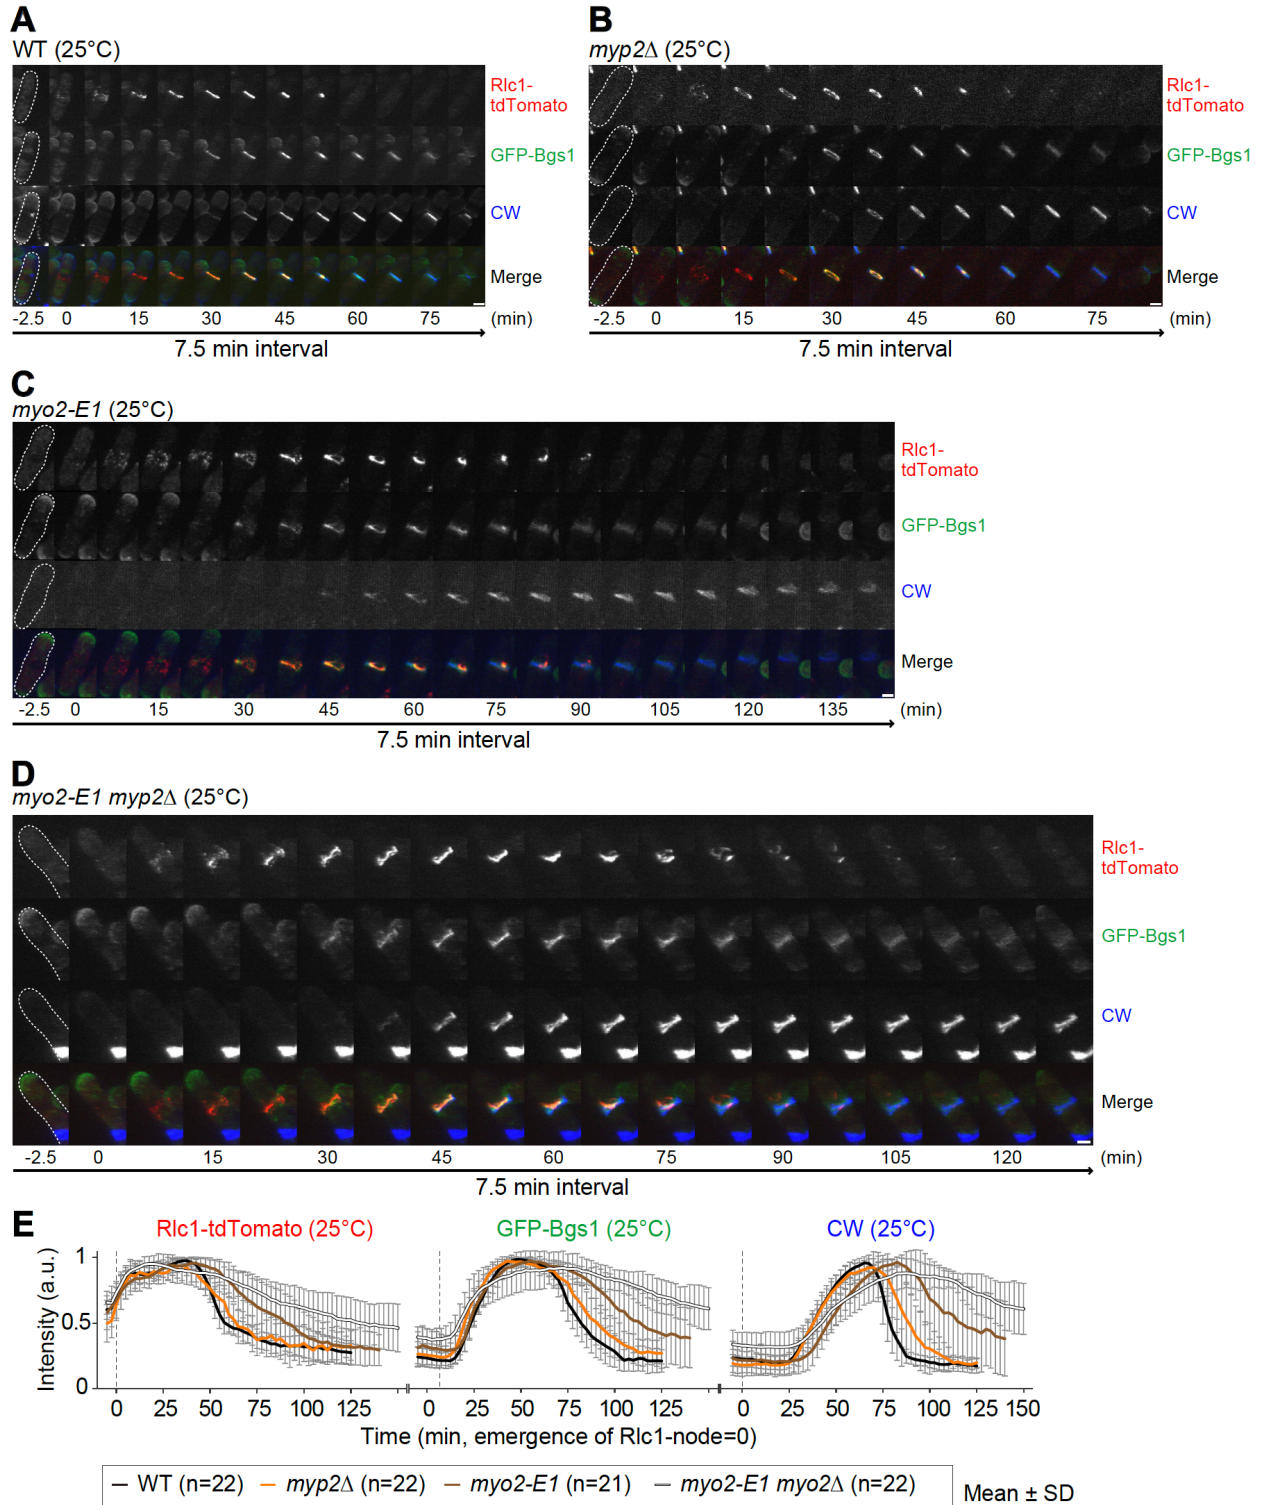 A
WT (25°C)
Rlc1-
tdTomato
GFP-Bgs1
CW
Merge
-2.5 0 15 30 45 60 75 (min)
7.5 min interval
B
myp2Δ (25°C)
Rlc1-
tdTomato
GFP-Bgs1
CW
Merge
-2.5 0 15 30 45 60 75 (min)
7.5 min interval
C
myo2-E1 (25°C)
Rlc1-
tdTomato
GFP-Bgs1
CW
Merge
-2.5 0 15 30 45 60 75 90 105 120 135 (min)
7.5 min interval
D
myo2-E1 myp2Δ (25°C)
Rlc1-
tdTomato
GFP-Bgs1
CW
Merge
-2.5 0 15 30 45 60 75 90 105 120 (min)
7.5 min interval
E
Rlc1-tdTomato (25°C) GFP-Bgs1 (25°C) CW (25°C)
Intensity (a.u.)
1
0.5
0
0 25 50 75 100 125 0 25 50 75 100 125 0 25 50 75 100 125 150
Time (min, emergence of Rlc1-node=0)
WT (n=22) myp2Δ (n=22) myo2-E1 (n=21) myo2-E1 myo2Δ (n=22)
Mean ± SD